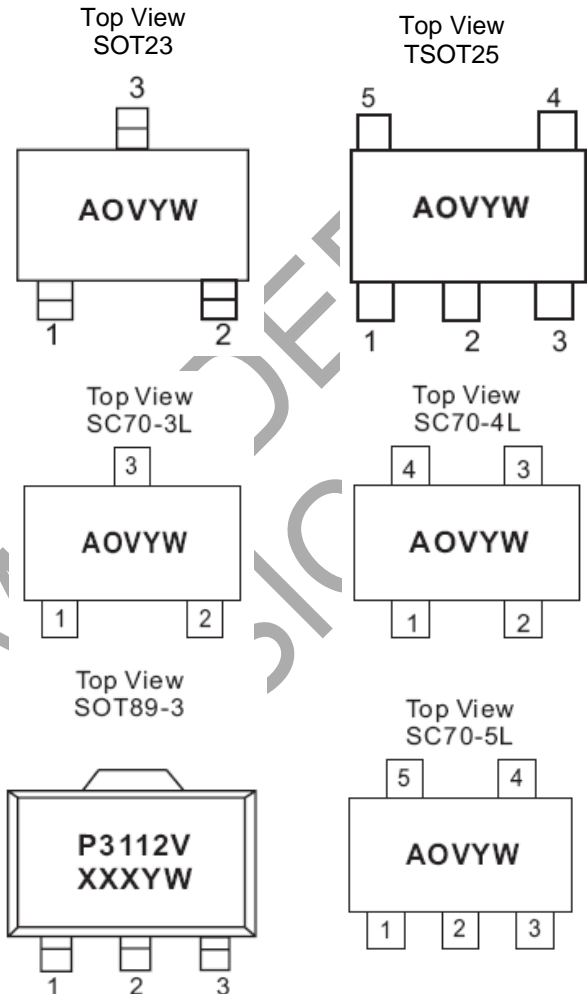 Top View
SOT23
3
AOVYW
1 2
Top View
TSOT25
5 4
AOVYW
1 2 3
Top View
SC70-3L
3
AOVYW
1 2
Top View
SC70-4L
4 3
AOVYW
1 2
Top View
SOT89-3
P3112V
XXXYW
1 2 3
Top View
SC70-5L
5 4
AOVYW
1 2 3